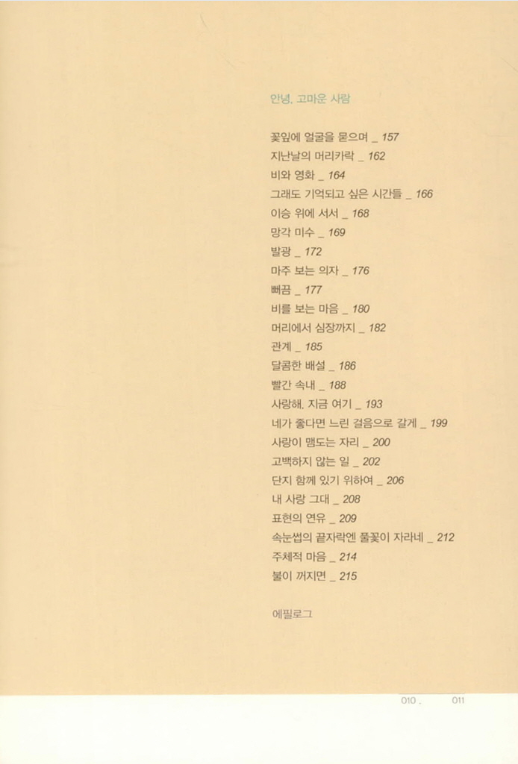 안녕, 고마운 사람
꽃잎에 얼굴을 묻으며 _ 157
지난날의 머리카락 _ 162
비와 영화 _ 164
그래도 기억되고 싶은 시간들 _ 166
이승 위에 서서 _ 168
망각 미수 _ 169
발광 _ 172
마주 보는 의자 _ 176
빼꼼 _ 177
비를 보는 마음 _ 180
머리에서 심장까지 _ 182
관계 _ 185
달콤한 배설 _ 186
빨간 속내 _ 188
사랑해, 지금 여기 _ 193
네가 좋다면 느린 걸음으로 갈게 _ 199
사랑이 맴도는 자리 _ 200
고백하지 않는 일 _ 202
단지 함께 있기 위하여 _ 206
내 사랑 그대 _ 208
표현의 연유 _ 209
속눈썹의 끝자락엔 풀꽃이 자라네 _ 212
주체적 마음 _ 214
불이 꺼지면 _ 215
에필로그
010 . 011